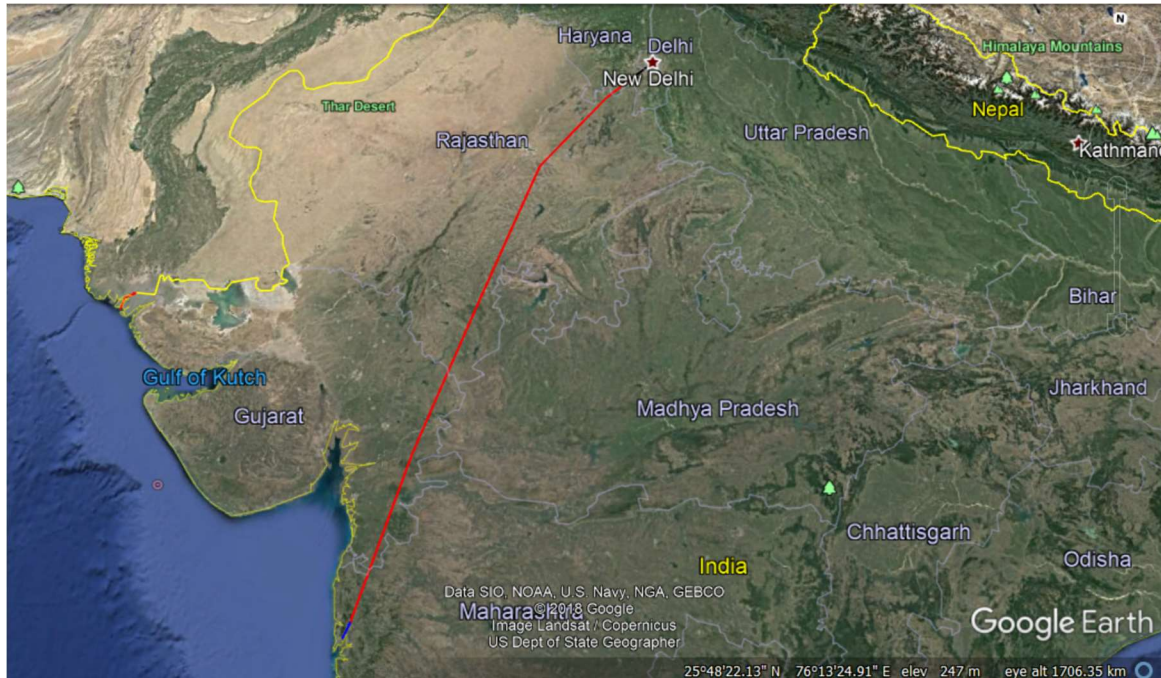 N
Haryana
Delhi
Himalaya Mountains
New Delhi
Thar Desert
Nepal
Rajasthan
Uttar Pradesh
Kathman
Bihar
Gulf of Kutch
Jharkhand
Gujarat
Madhya Pradesh
Chhattisgarh
Odisha
India
Data SIO, NOAA, U.S. Navy, NGA, GEBCO
Maharashtra
© 2018 Google
Image Landsat / Copernicus
US Dept of State Geographer
Google Earth
25°48'22.13" N 76°13'24.91" E elev 247 m eye alt 1706.35 km